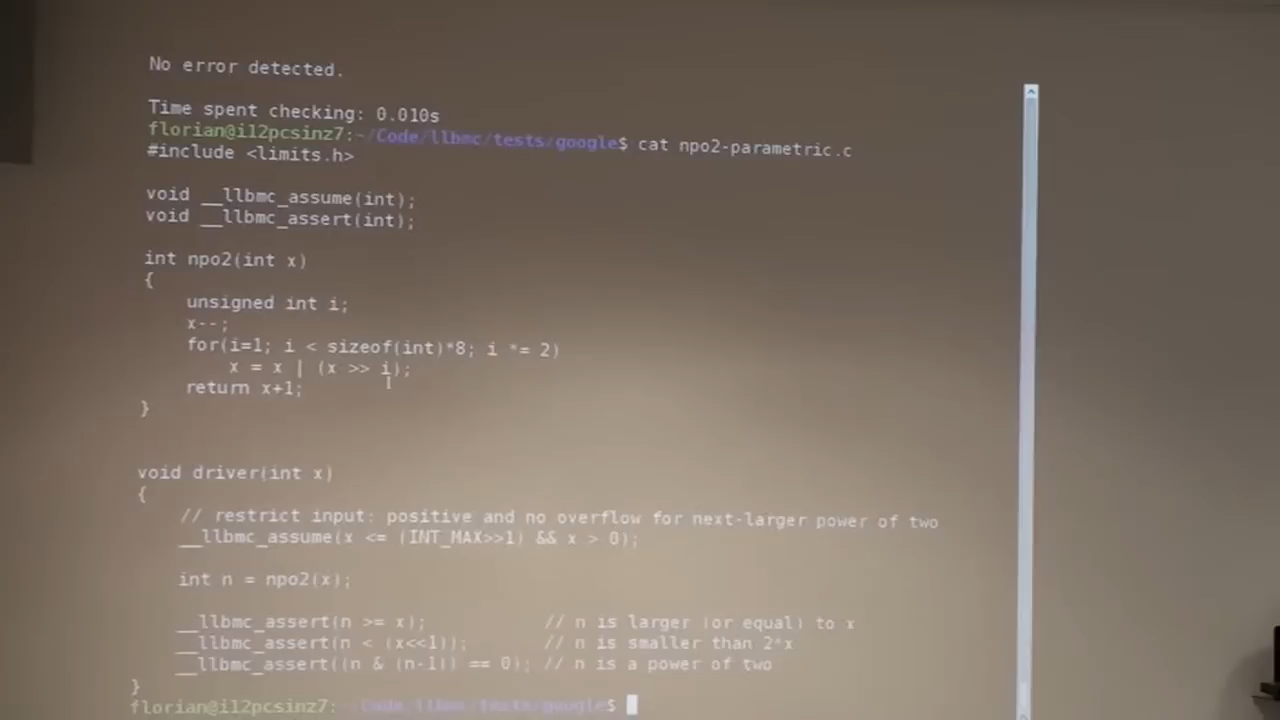 No error detected.
Time spent checking: 0.010s
florian@i12pcsinz7:~/Code/llbmc/tests/google$ cat npo2-parametric.c
#include <limits.h>
void __llbmc_assume(int);
void __llbmc_assert(int);
int npo2(int x)
{
    unsigned int i;
    x--;
    for(i=1; i < sizeof(int)*8; i *= 2)
        x = x | (x >> i);
    return x+1;
}
void driver(int x)
{
    // restrict input: positive and no overflow for next-larger power of two
    __llbmc_assume(x <= (INT_MAX>>1) && x > 0);
    int n = npo2(x);
    __llbmc_assert(n >= x);           // n is larger (or equal) to x
    __llbmc_assert(n < (x<<1));       // n is smaller than 2*x
    __llbmc_assert((n & (n-1)) == 0); // n is a power of two
}
florian@i12pcsinz7:~/Code/llbmc/tests/google$